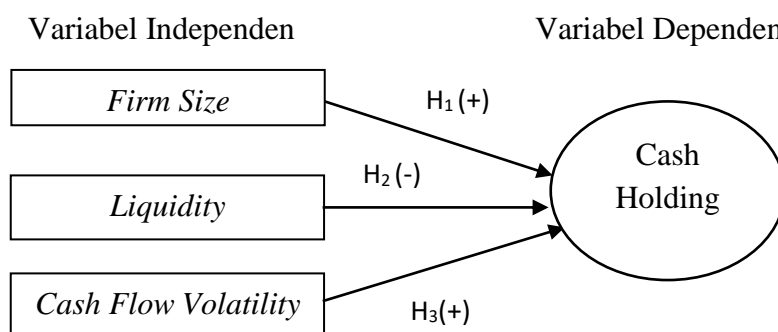 Variabel Independen
Variabel Dependen
Firm Size
H₁ (+)
Cash
Holding
H₂ (-)
Liquidity
Cash Flow Volatility
H₃(+)